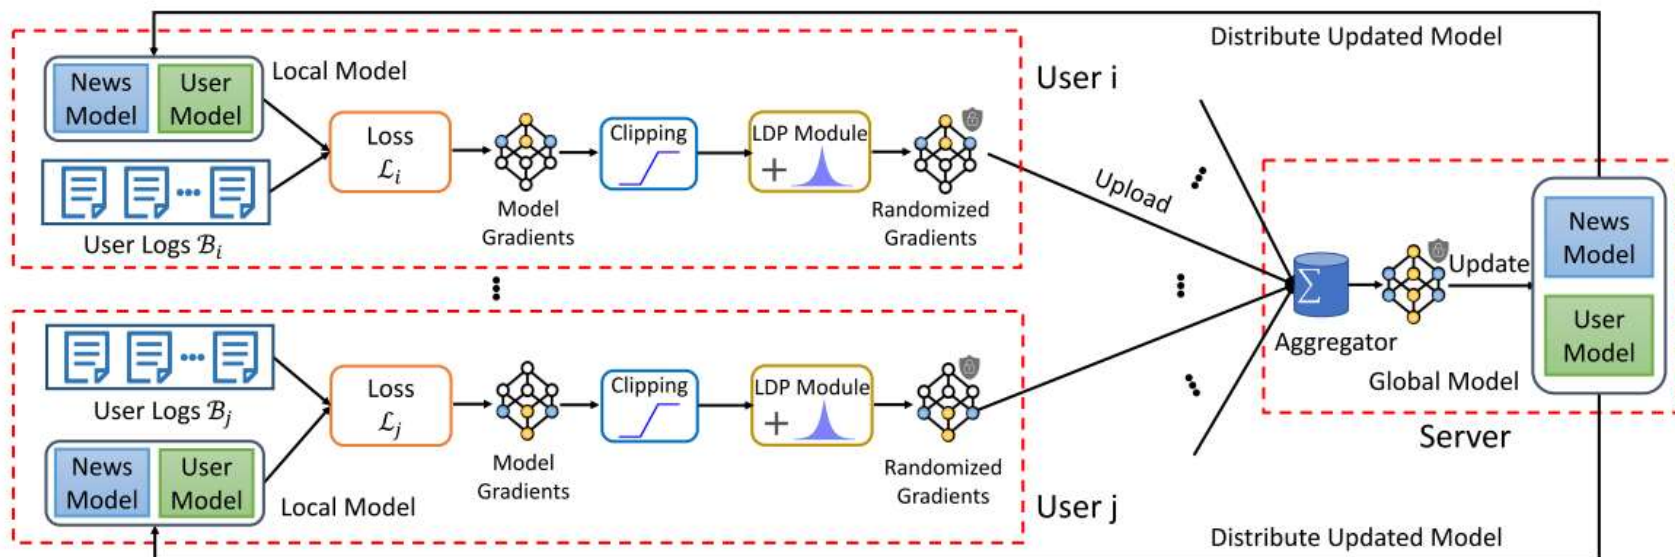 Distribute Updated Model
News
Model
User
Model
Local Model
User i
Loss
ℒᵢ
Clipping
LDP Module
+
Model
Gradients
Randomized
Gradients
User Logs ℬᵢ
Upload
News
Model
Update
∑
Aggregator
User
Model
Global Model
Server
User Logs ℬⱼ
Loss
ℒⱼ
Clipping
LDP Module
+
News
Model
User
Model
Local Model
Model
Gradients
Randomized
Gradients
User j
Distribute Updated Model